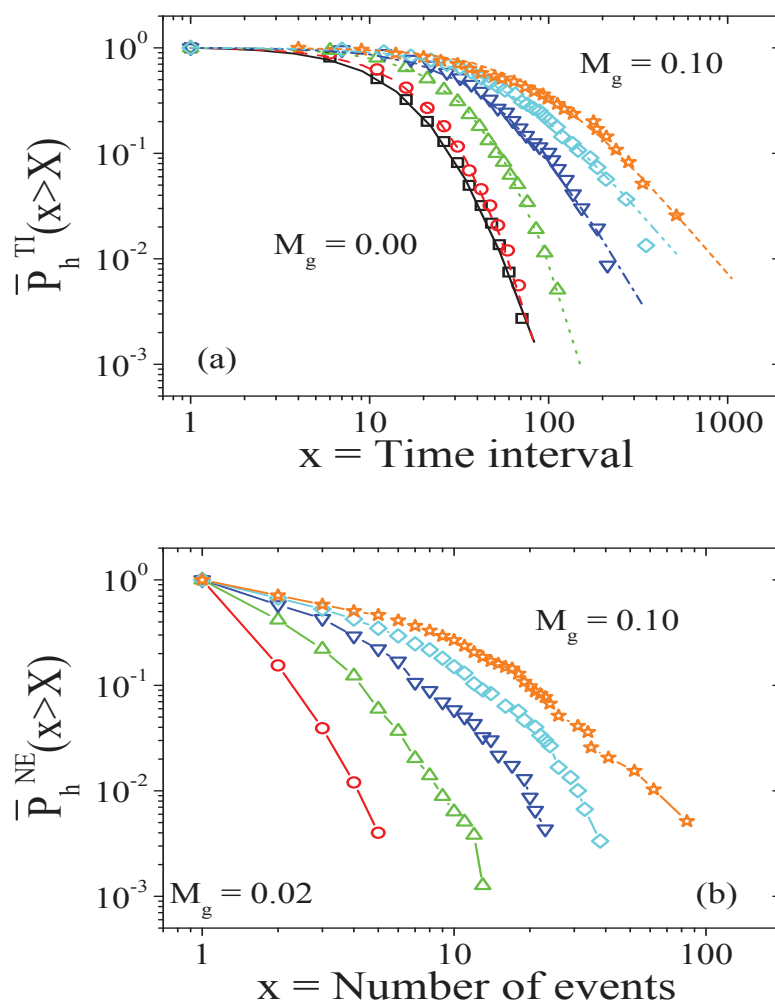 10^0
10^-1
10^-2
10^-3
P̅_h^TI(x>X)
M_g = 0.10
M_g = 0.00
(a)
1 10 100 1000
x = Time interval
10^0
10^-1
10^-2
10^-3
P̅_h^NE(x>X)
M_g = 0.10
M_g = 0.02
(b)
1 10 100
x = Number of events